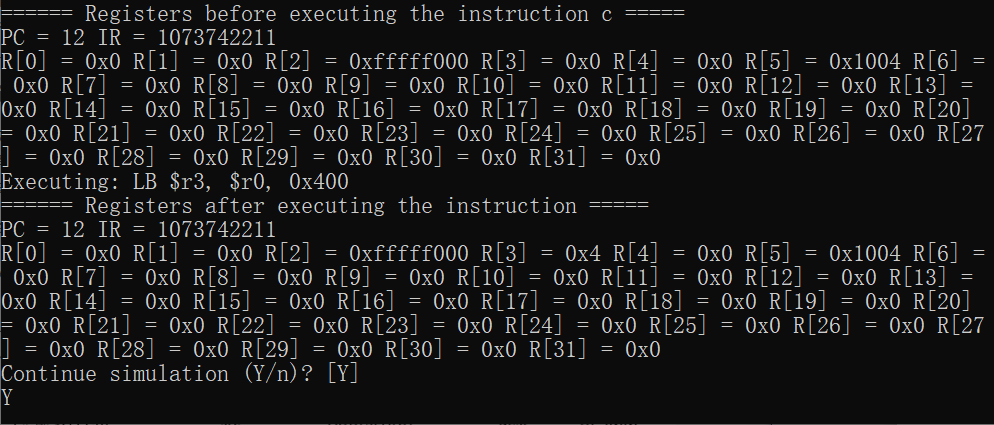 ====== Registers before executing the instruction c =====
PC = 12 IR = 1073742211
R[0] = 0x0 R[1] = 0x0 R[2] = 0xfffff000 R[3] = 0x0 R[4] = 0x0 R[5] = 0x1004 R[6] =
0x0 R[7] = 0x0 R[8] = 0x0 R[9] = 0x0 R[10] = 0x0 R[11] = 0x0 R[12] = 0x0 R[13] =
0x0 R[14] = 0x0 R[15] = 0x0 R[16] = 0x0 R[17] = 0x0 R[18] = 0x0 R[19] = 0x0 R[20]
= 0x0 R[21] = 0x0 R[22] = 0x0 R[23] = 0x0 R[24] = 0x0 R[25] = 0x0 R[26] = 0x0 R[27
] = 0x0 R[28] = 0x0 R[29] = 0x0 R[30] = 0x0 R[31] = 0x0
Executing: LB $r3, $r0, 0x400
====== Registers after executing the instruction =====
PC = 12 IR = 1073742211
R[0] = 0x0 R[1] = 0x0 R[2] = 0xfffff000 R[3] = 0x4 R[4] = 0x0 R[5] = 0x1004 R[6] =
0x0 R[7] = 0x0 R[8] = 0x0 R[9] = 0x0 R[10] = 0x0 R[11] = 0x0 R[12] = 0x0 R[13] =
0x0 R[14] = 0x0 R[15] = 0x0 R[16] = 0x0 R[17] = 0x0 R[18] = 0x0 R[19] = 0x0 R[20]
= 0x0 R[21] = 0x0 R[22] = 0x0 R[23] = 0x0 R[24] = 0x0 R[25] = 0x0 R[26] = 0x0 R[27
] = 0x0 R[28] = 0x0 R[29] = 0x0 R[30] = 0x0 R[31] = 0x0
Continue simulation (Y/n)? [Y]
Y